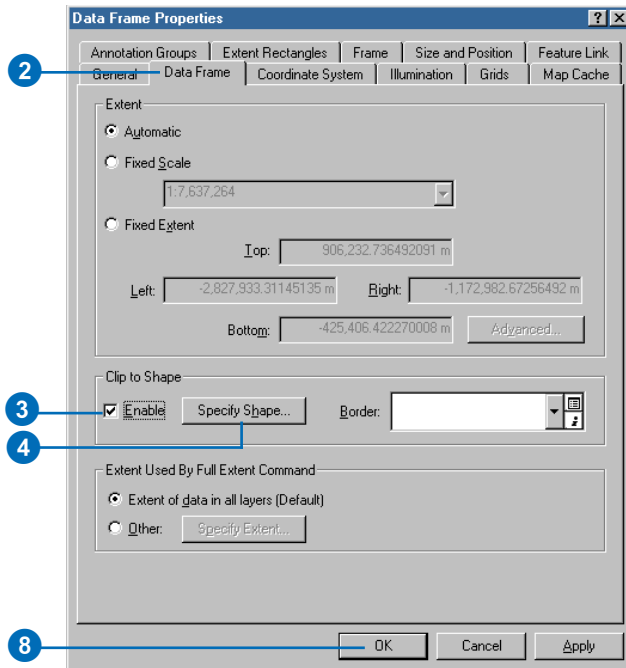 Data Frame Properties
Annotation Groups Extent Rectangles Frame Size and Position Feature Link
2 General Data Frame Coordinate System Illumination Grids Map Cache
Extent
Automatic
Fixed Scale
1:7,637,264
Fixed Extent
Top: 906,232.736492091 m
Left: -2,827,933.31145135 m Right: -1,172,982.67256492 m
Bottom: -425,406.422270008 m Advanced...
Clip to Shape
3 Enable Specify Shape... Border:
4
Extent Used By Full Extent Command
Extent of data in all layers (Default)
Other: Specify Extent...
8 OK Cancel Apply